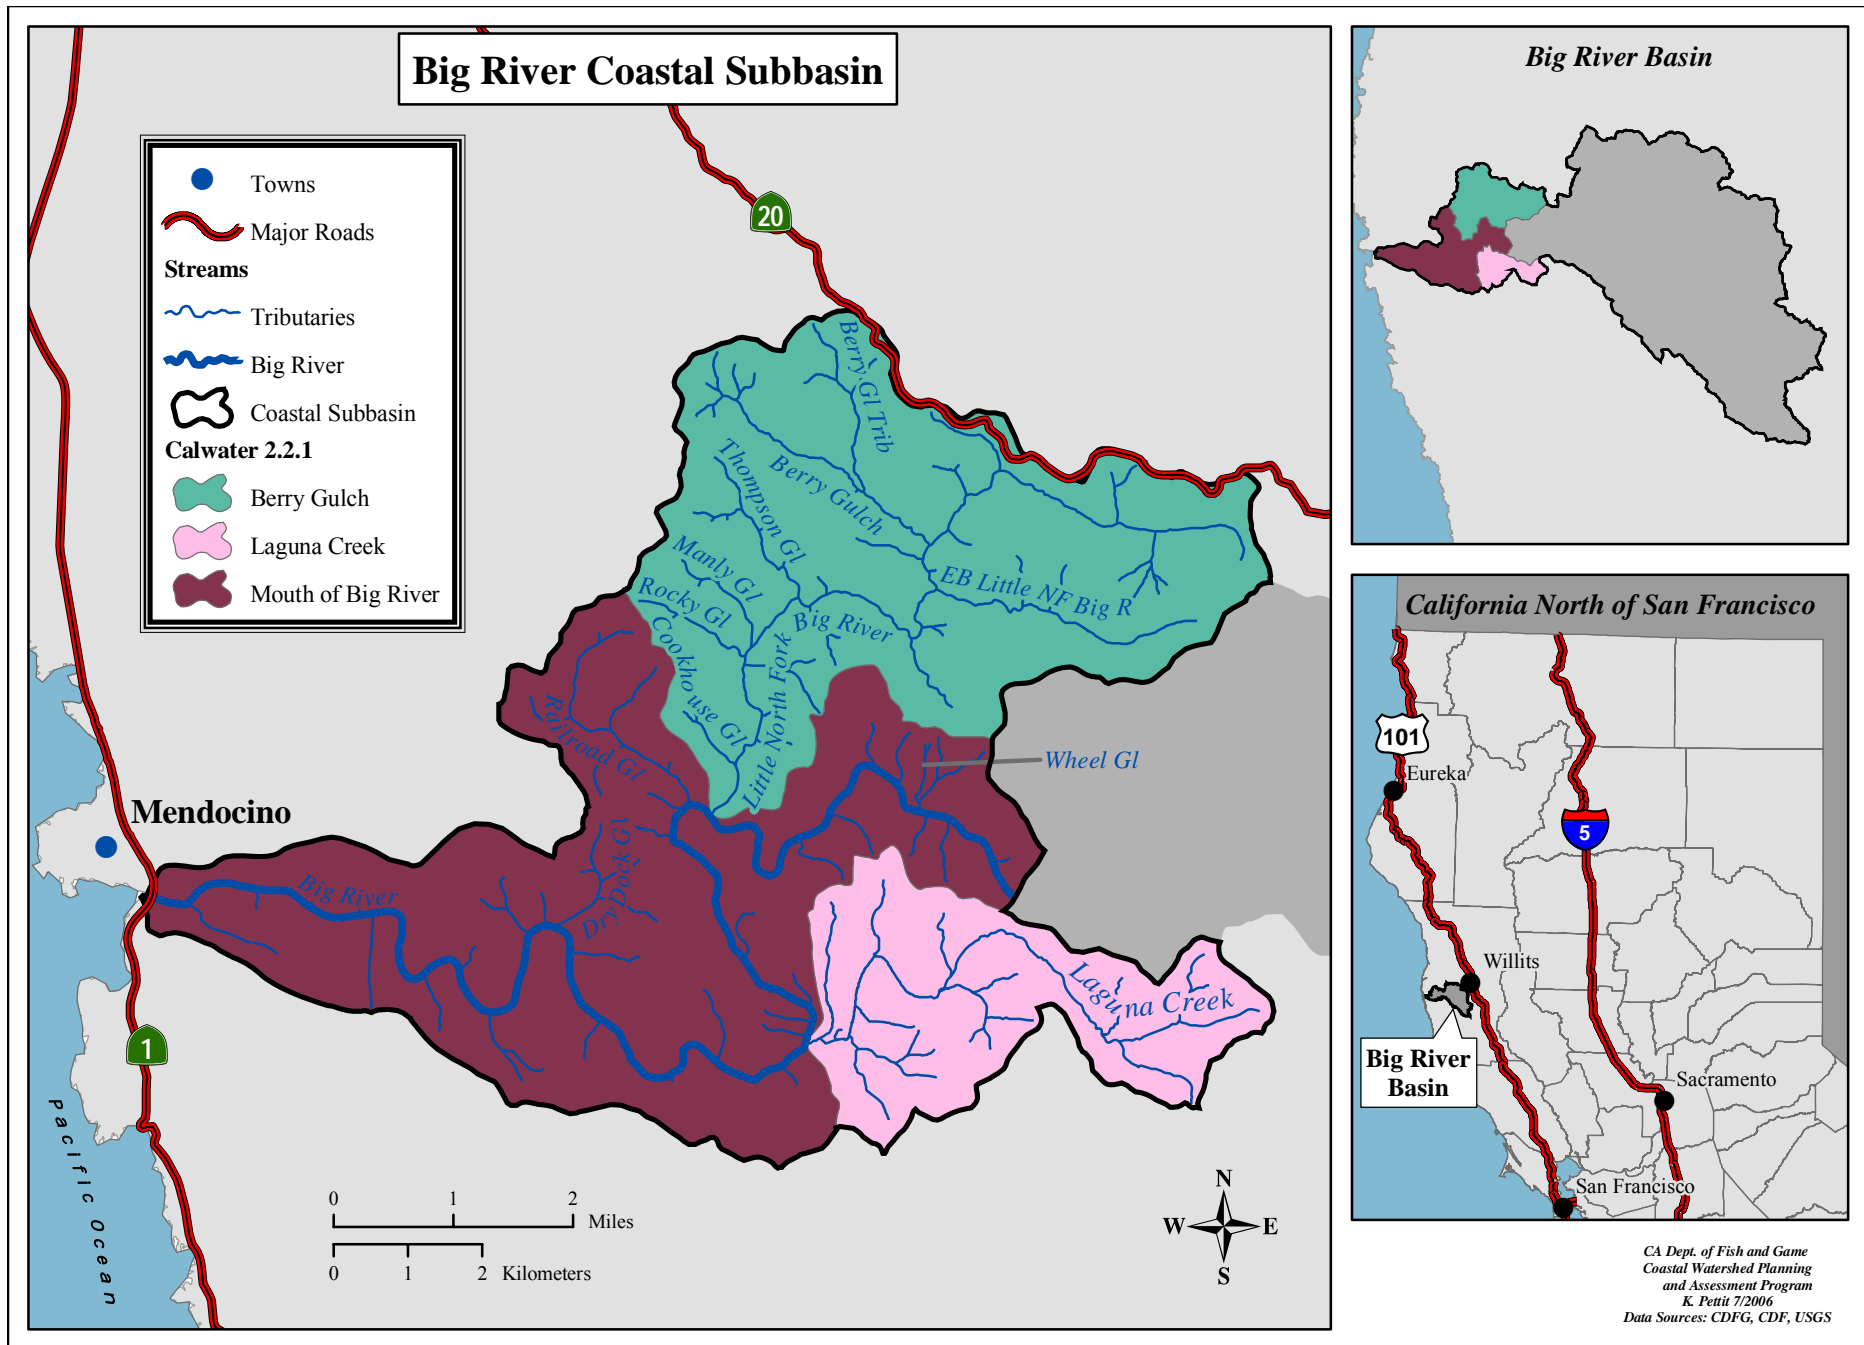 Big River Coastal Subbasin
20
Towns
Major Roads
Streams
Tributaries
Big River
Coastal Subbasin
Calwater 2.2.1
Berry Gulch
Laguna Creek
Mouth of Big River
Berry Gl Trib
Thompson Gl
Berry Gulch
Manly Gl
EB Little NF Big R
Rocky Gl
Big River
Cookhouse Gl
Little North Fork
Railroad Gl
Wheel Gl
Mendocino
Dry Dock Gl
Big River
Laguna Creek
1
Pacific Ocean
0 1 2
Miles
0 1 2 Kilometers
N
W E
S
Big River Basin
California North of San Francisco
101
Eureka
5
Willits
Big River
Basin
Sacramento
San Francisco
CA Dept. of Fish and Game
Coastal Watershed Planning
and Assessment Program
K. Pettit 7/2006
Data Sources: CDFG, CDF, USGS